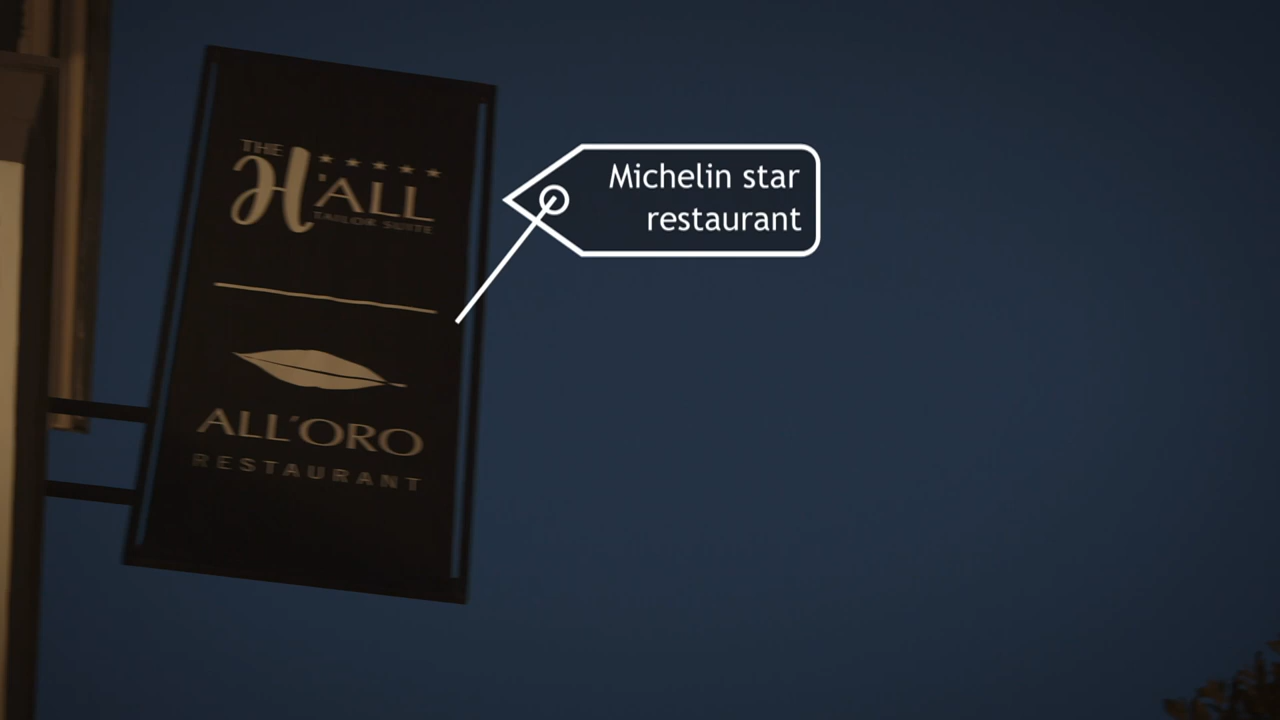 THE
H'ALL
TAILOR SUITE
ALL'ORO
RESTAURANT
Michelin star
restaurant